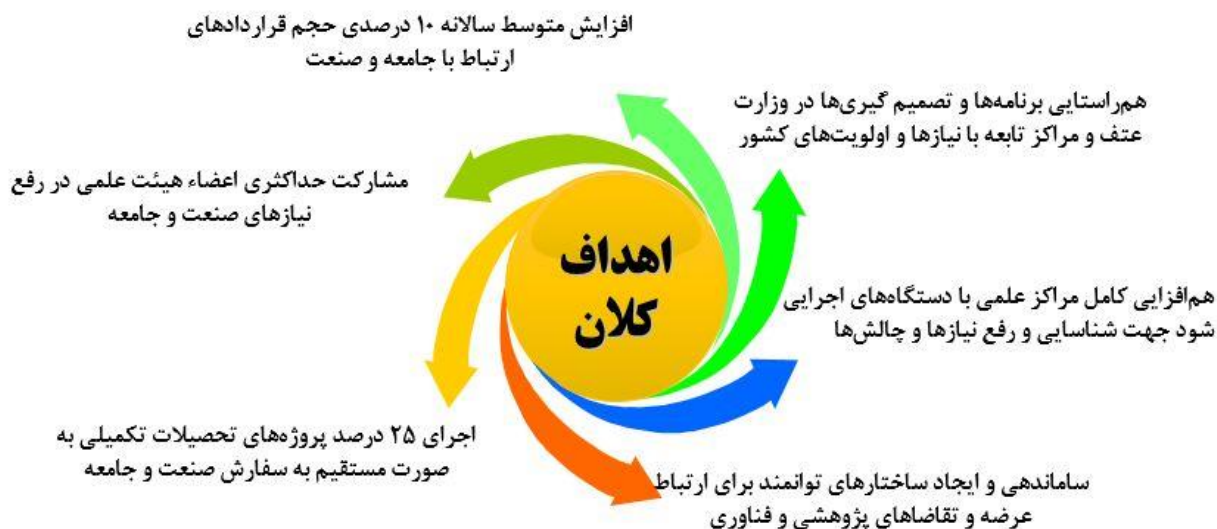 افزایش متوسط سالانه ۱۰ درصدی حجم قراردادهای
ارتباط با جامعه و صنعت
هم‌راستایی برنامه‌ها و تصمیم گیری‌ها در وزارت
عتف و مراکز تابعه با نیازها و اولویت‌های کشور
مشارکت حداکثری اعضاء هیئت علمی در رفع
نیازهای صنعت و جامعه
اهداف
کلان
هم‌افزایی کامل مراکز علمی با دستگاه‌های اجرایی
شود جهت شناسایی و رفع نیازها و چالش‌ها
اجرای ۲۵ درصد پروژه‌های تحصیلات تکمیلی به
صورت مستقیم به سفارش صنعت و جامعه
ساماندهی و ایجاد ساختارهای توانمند برای ارتباط
عرضه و تقاضاهای پژوهشی و فناوری